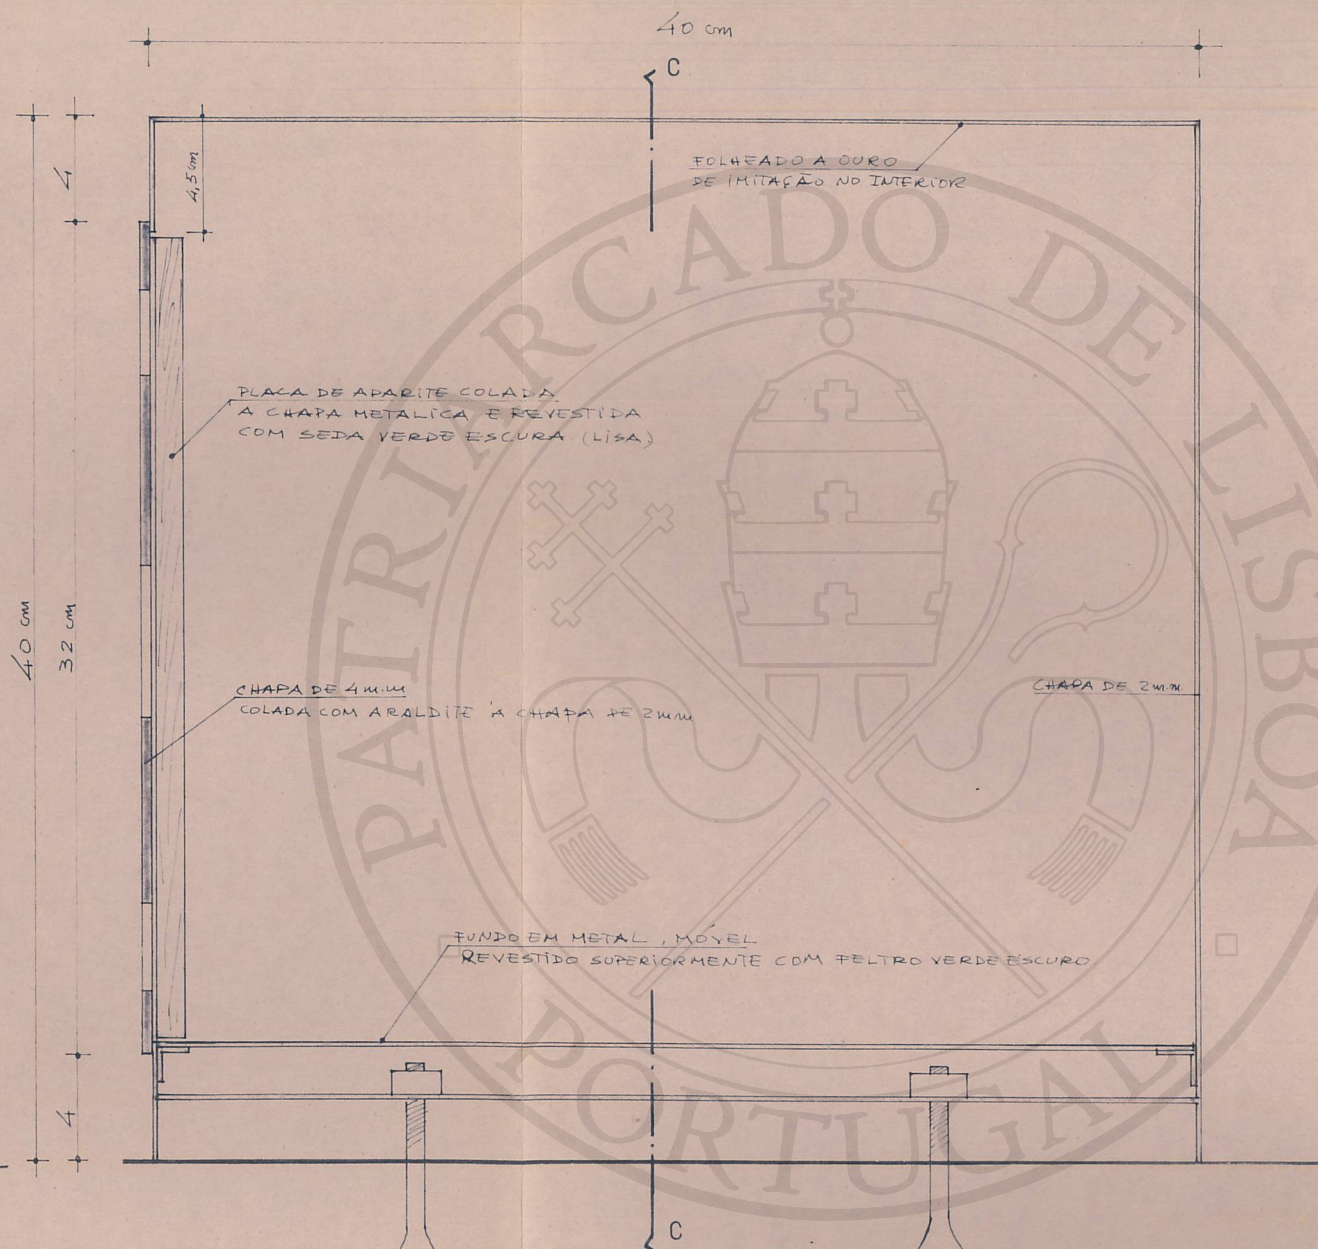 40 cm
C
4
4,5 cm
FOLHEADO A OURO
DE IMITAÇÃO NO INTERIOR
PLACA DE APARITE COLADA
A CHAPA METALICA E REVESTIDA
COM SEDA VERDE ESCURA (LISA)
40 cm
32 cm
CHAPA DE 4 m.m
COLADA COM ARALDITE À CHAPA DE 2 mm
CHAPA DE 2 m.m.
FUNDO EM METAL, MÓVEL
REVESTIDO SUPERIORMENTE COM FELTRO VERDE ESCURO
4
C
PATRIARCADO DE LISBOA
PORTUGAL